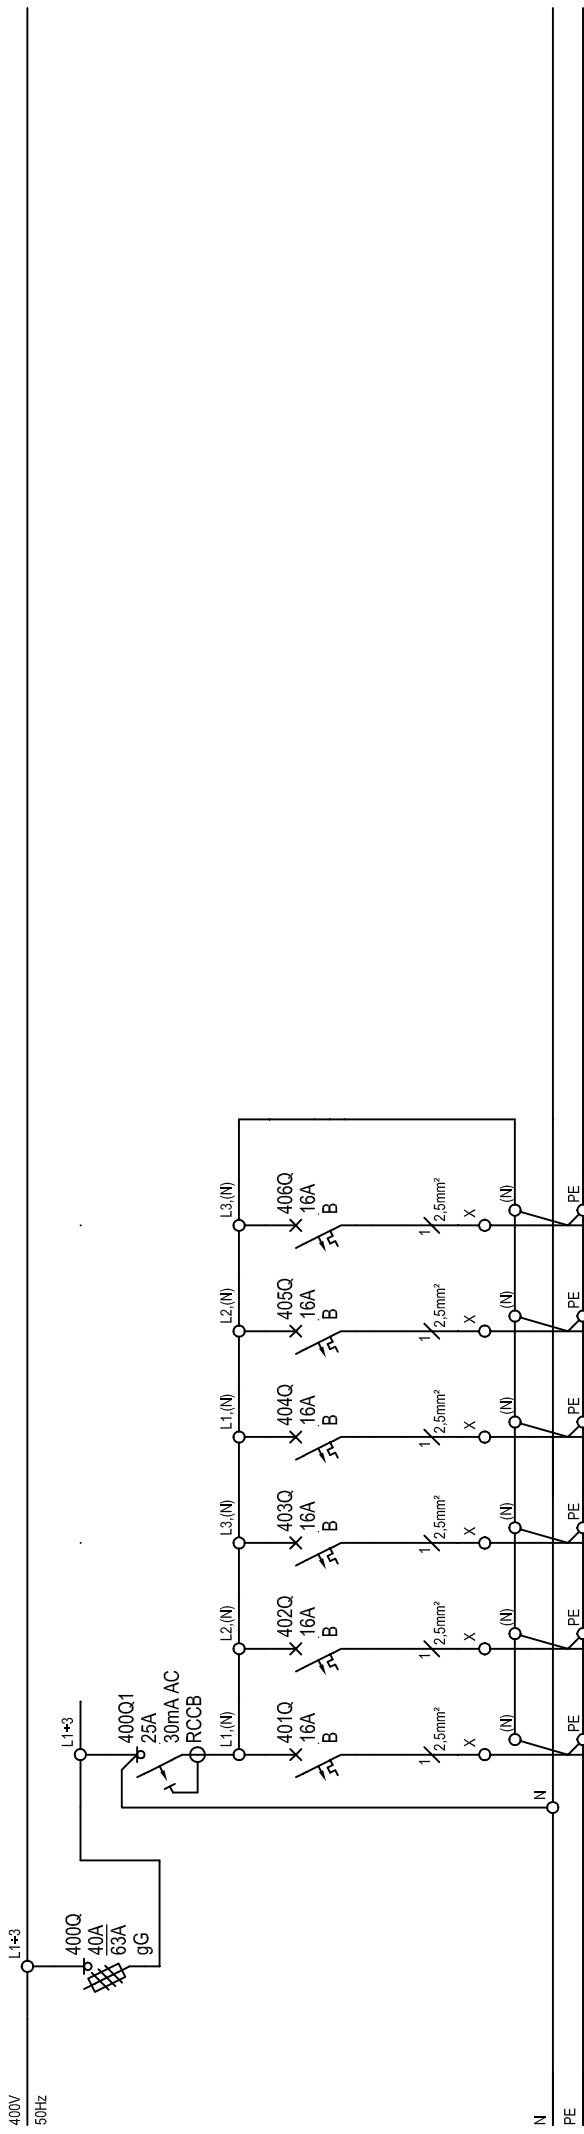 400V
50Hz
L1÷3
400Q
40A
63A
gG
L1÷3
400Q1
25A
30mA AC
RCCB
L1,(N)
401Q
16A
B
1
2,5mm²
X
(N)
PE
L2,(N)
402Q
16A
B
1
2,5mm²
X
(N)
PE
L3,(N)
403Q
16A
B
1
2,5mm²
X
(N)
PE
L1,(N)
404Q
16A
B
1
2,5mm²
X
(N)
PE
L2,(N)
405Q
16A
B
1
2,5mm²
X
(N)
PE
L3,(N)
406Q
16A
B
1
2,5mm²
X
(N)
PE
N
N
PE